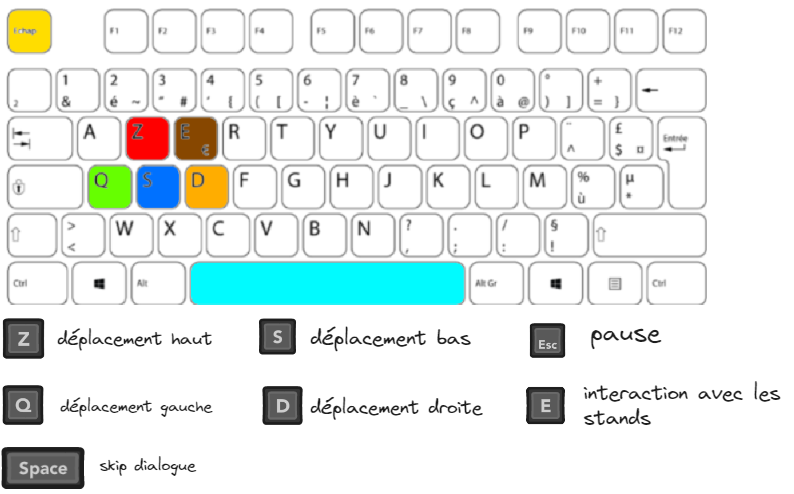 Echap F1 F2 F3 F4 F5 F6 F7 F8 F9 F10 F11 F12
1 2 3 4 5 6 7 8 9 0 ° +
2 & é ~ " # ' { ( [ - ¦ è ` _ \ ç ^ à @ ) ] = }
A Z E € R T Y U I O P ¨ ^ £ $ ¤ Entrée
Q S D F G H J K L M % ù µ *
> < W X C V B N ? , . ; / : § !
Ctrl Alt Alt Gr Ctrl
Z déplacement haut S déplacement bas Esc pause
Q déplacement gauche D déplacement droite E interaction avec les
stands
Space skip dialogue